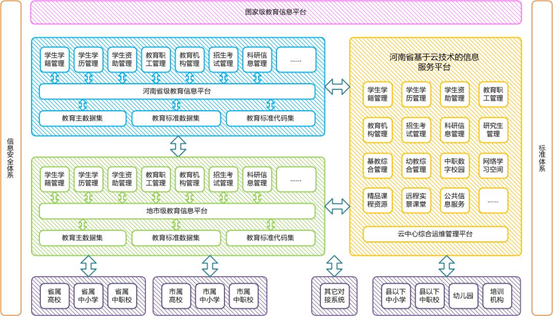 国家级教育信息平台
信息安全体系
标准体系
学生学
籍管理
学生学
历管理
学生资
助管理
教育职
工管理
教育机
构管理
招生考
试管理
科研信
息管理
......
河南省级教育信息平台
教育主数据集
教育标准数据集
教育标准代码集
学生学
籍管理
学生学
历管理
学生资
助管理
教育职
工管理
教育机
构管理
招生考
试管理
科研信
息管理
......
地市级教育信息平台
教育主数据集
教育标准数据集
教育标准代码集
河南省基于云技术的信息
服务平台
学生学
籍管理
学生学
历管理
学生资
助管理
教育职
工管理
教育机
构管理
招生考
试管理
科研信
息管理
研究生
管理
基教综
合管理
幼教综
合管理
中职数
字校园
网络学
习空间
精品课
程资源
远程实
景课堂
公共信
息服务
......
云中心综合运维管理平台
省属
高校
省属
中小学
省属
中职校
市属
高校
市属
中小学
市属
中职校
其它对
接系统
县以下
中小学
县以下
中职校
幼儿园
培训
机构